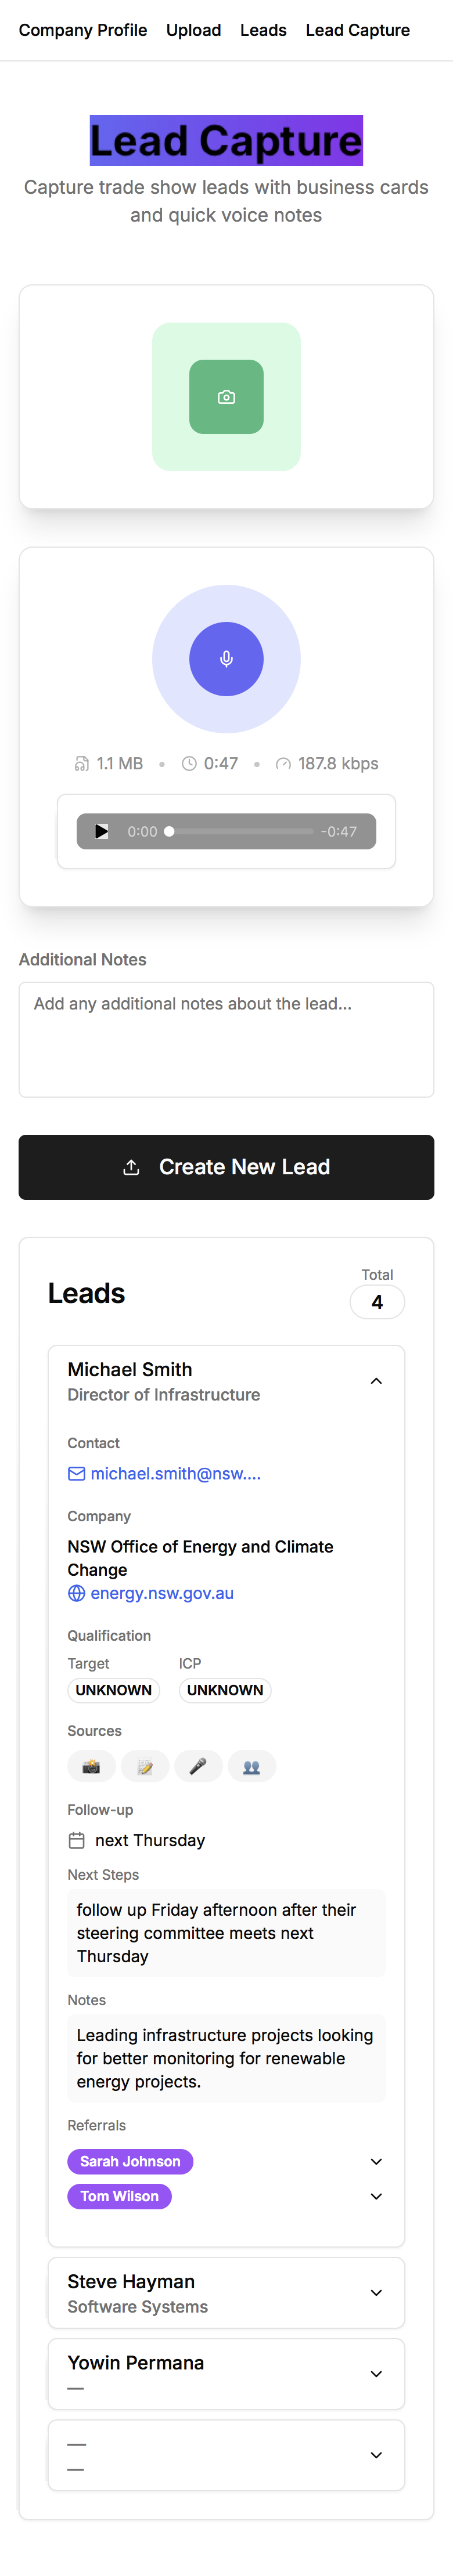 Company Profile Upload Leads Lead Capture
Lead Capture
Capture trade show leads with business cards
and quick voice notes
1.1 MB • 0:47 • 187.8 kbps
0:00 -0:47
Additional Notes
Add any additional notes about the lead...
Create New Lead
Leads
Total
4
Michael Smith
Director of Infrastructure
Contact
michael.smith@nsw....
Company
NSW Office of Energy and Climate
Change
energy.nsw.gov.au
Qualification
Target ICP
UNKNOWN UNKNOWN
Sources
Follow-up
next Thursday
Next Steps
follow up Friday afternoon after their
steering committee meets next
Thursday
Notes
Leading infrastructure projects looking
for better monitoring for renewable
energy projects.
Referrals
Sarah Johnson
Tom Wilson
Steve Hayman
Software Systems
Yowin Permana
—
—
—